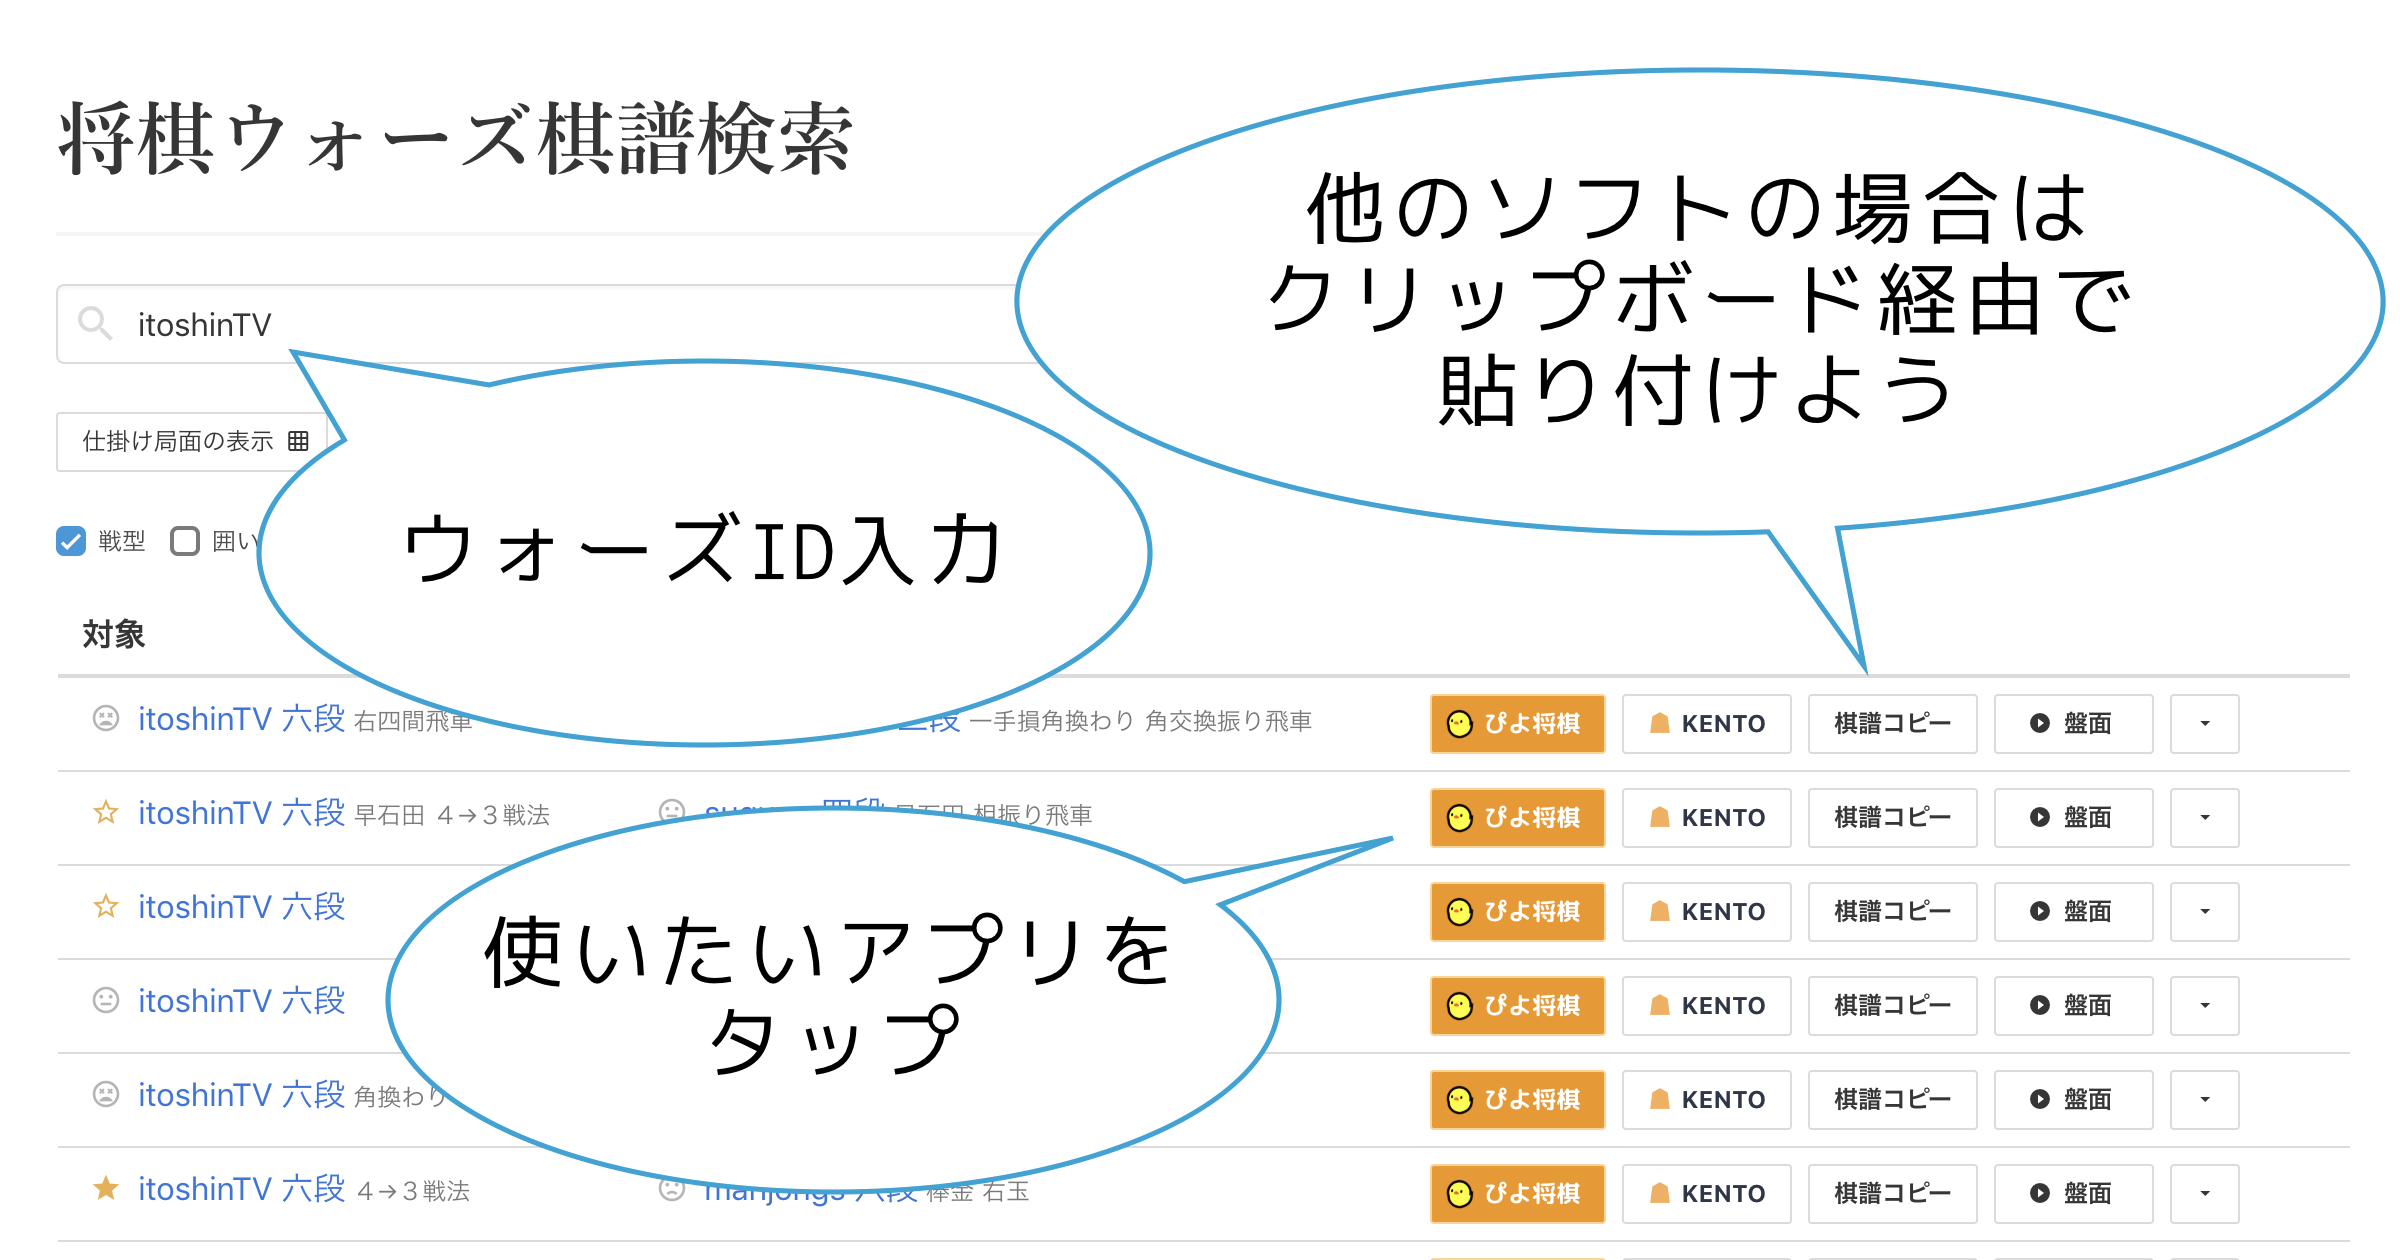 将棋ウォーズ棋譜検索
他のソフトの場合は
クリップボード経由で
貼り付けよう
itoshinTV
仕掛け局面の表示
ウォーズID入力
戦型 囲い
対象
itoshinTV 六段 右四間飛車 一手損角換わり 角交換振り飛車 ぴよ将棋 KENTO 棋譜コピー 盤面
itoshinTV 六段 早石田 4→3戦法 四段 早石田 相振り飛車 ぴよ将棋 KENTO 棋譜コピー 盤面
itoshinTV 六段 ぴよ将棋 KENTO 棋譜コピー 盤面
使いたいアプリを
タップ
itoshinTV 六段 ぴよ将棋 KENTO 棋譜コピー 盤面
itoshinTV 六段 角換わり ぴよ将棋 KENTO 棋譜コピー 盤面
itoshinTV 六段 4→3戦法 manjongs 六段 棒金 右玉 ぴよ将棋 KENTO 棋譜コピー 盤面